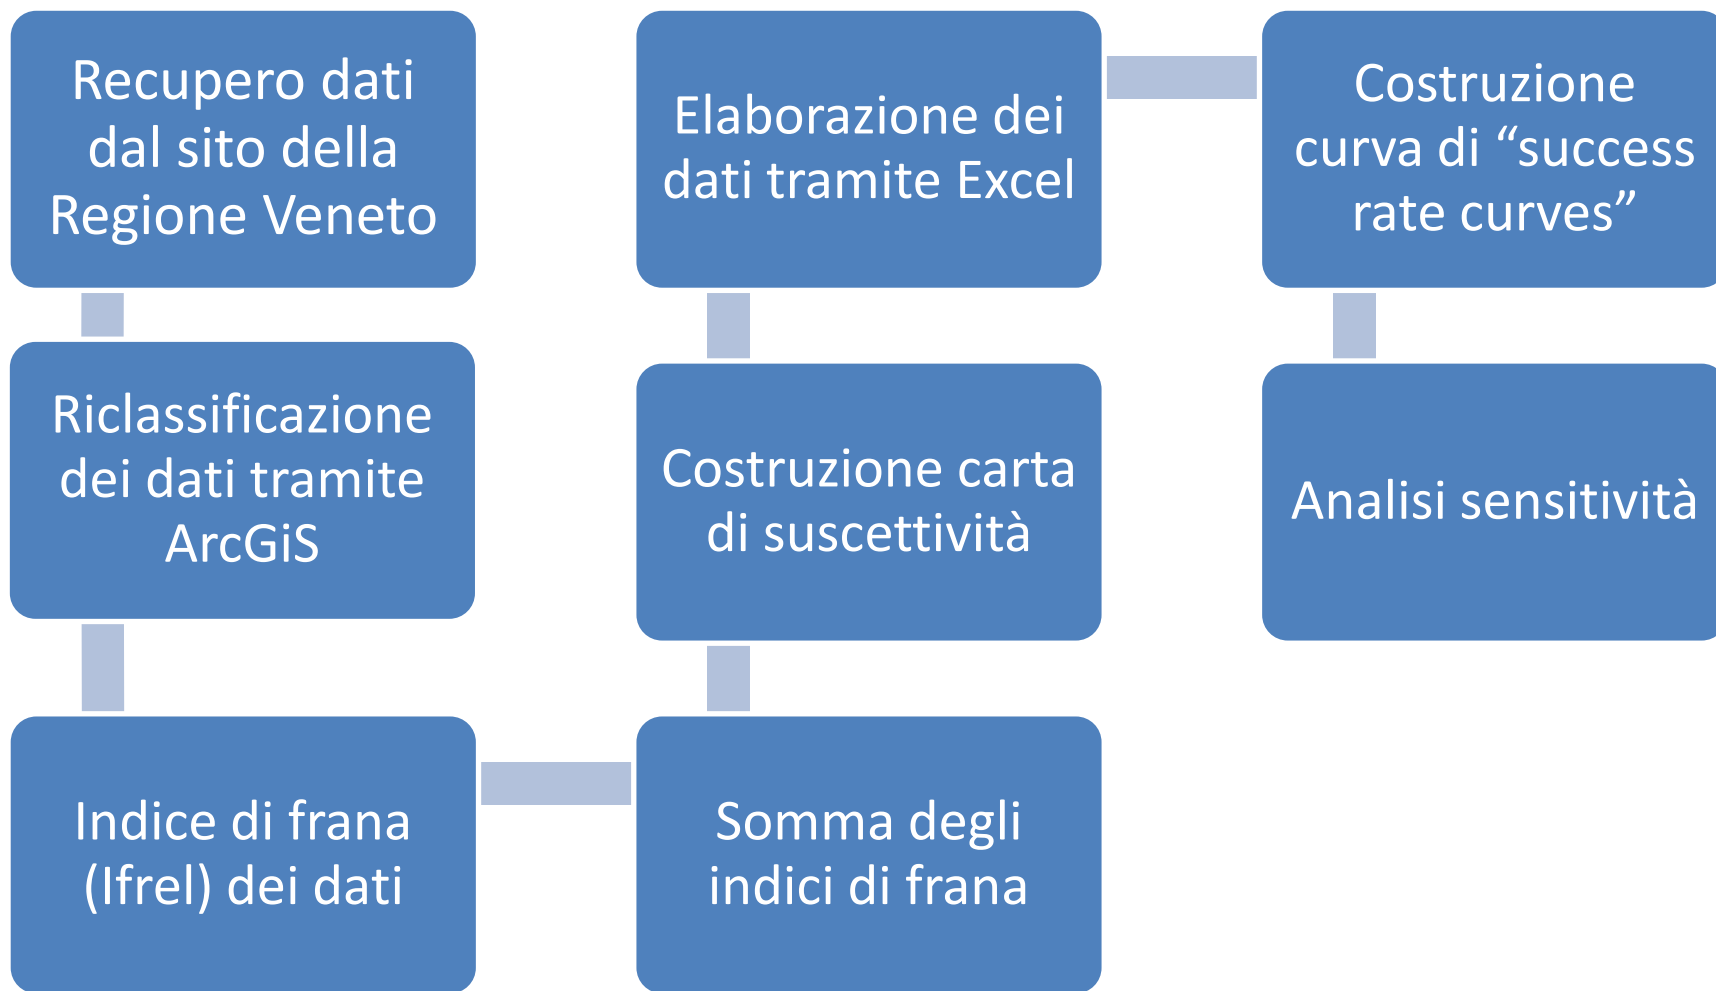 Recupero dati
dal sito della
Regione Veneto
Riclassificazione
dei dati tramite
ArcGiS
Indice di frana
(Ifrel) dei dati
Somma degli
indici di frana
Costruzione carta
di suscettività
Elaborazione dei
dati tramite Excel
Costruzione
curva di “success
rate curves”
Analisi sensitività